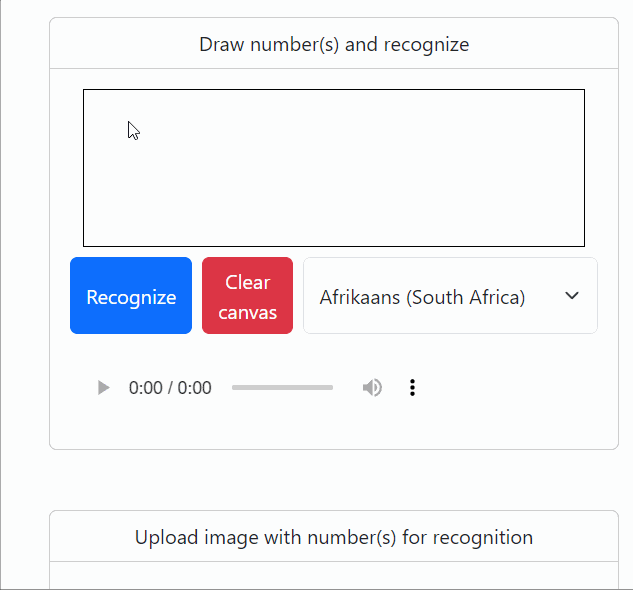 Draw number(s) and recognize
Recognize
Clear
canvas
Afrikaans (South Africa)
0:00 / 0:00
Upload image with number(s) for recognition